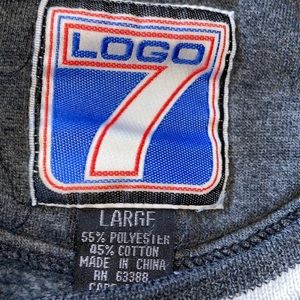 LOGO
7
LARGE
55% POLYESTER
45% COTTON
MADE IN CHINA
RN 63388